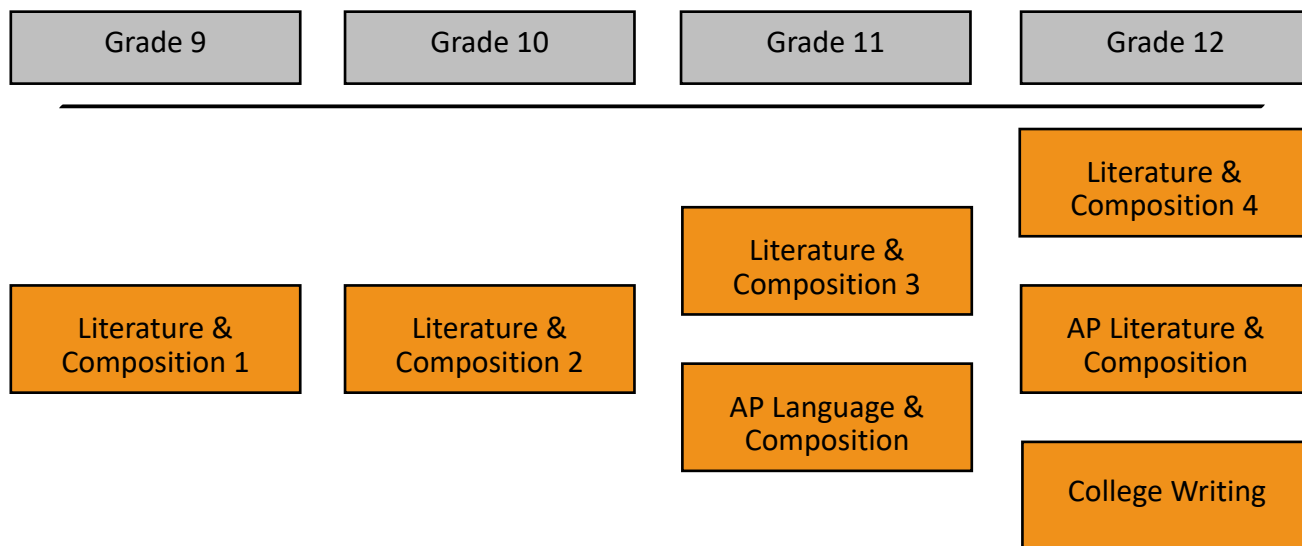 Grade 9
Grade 10
Grade 11
Grade 12
Literature &
Composition 1
Literature &
Composition 2
Literature &
Composition 3
AP Language &
Composition
Literature &
Composition 4
AP Literature &
Composition
College Writing